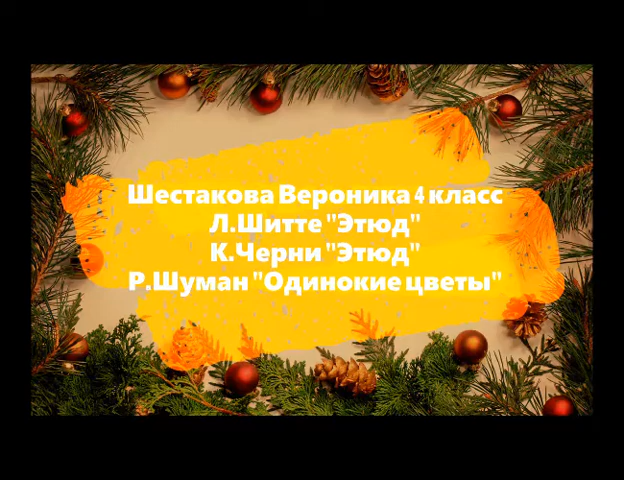 Шестакова Вероника 4 класс
Л.Шитте "Этюд"
К.Черни "Этюд"
Р.Шуман "Одинокие цветы"